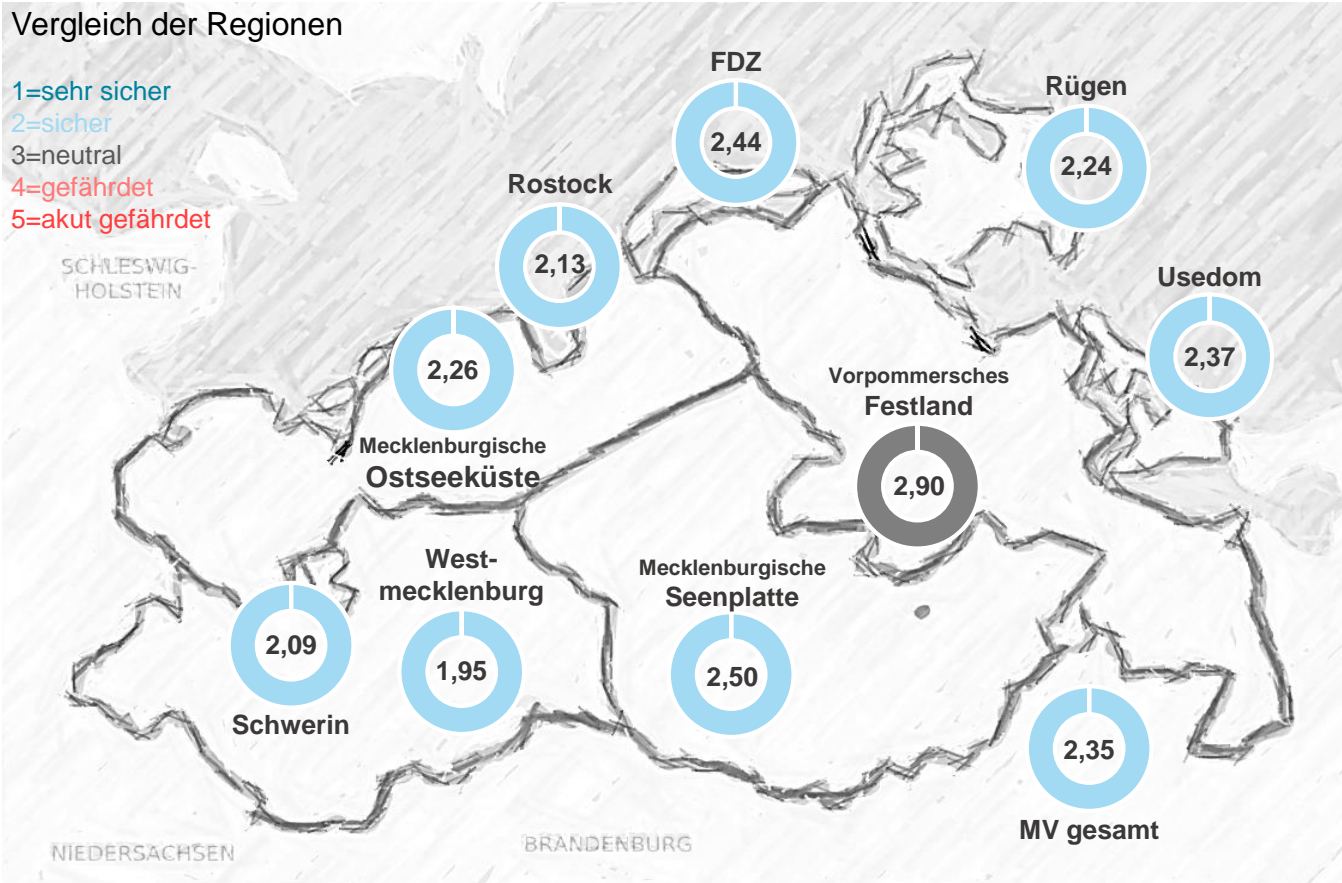 Vergleich der Regionen
1=sehr sicher
2=sicher
3=neutral
4=gefährdet
5=akut gefährdet
SCHLESWIG-
HOLSTEIN
FDZ
2,44
Rügen
2,24
Rostock
2,13
Usedom
2,37
2,26
Mecklenburgische
Ostseeküste
Vorpommersches
Festland
2,90
West-
mecklenburg
1,95
Mecklenburgische
Seenplatte
2,50
2,09
Schwerin
2,35
MV gesamt
NIEDERSACHSEN
BRANDENBURG